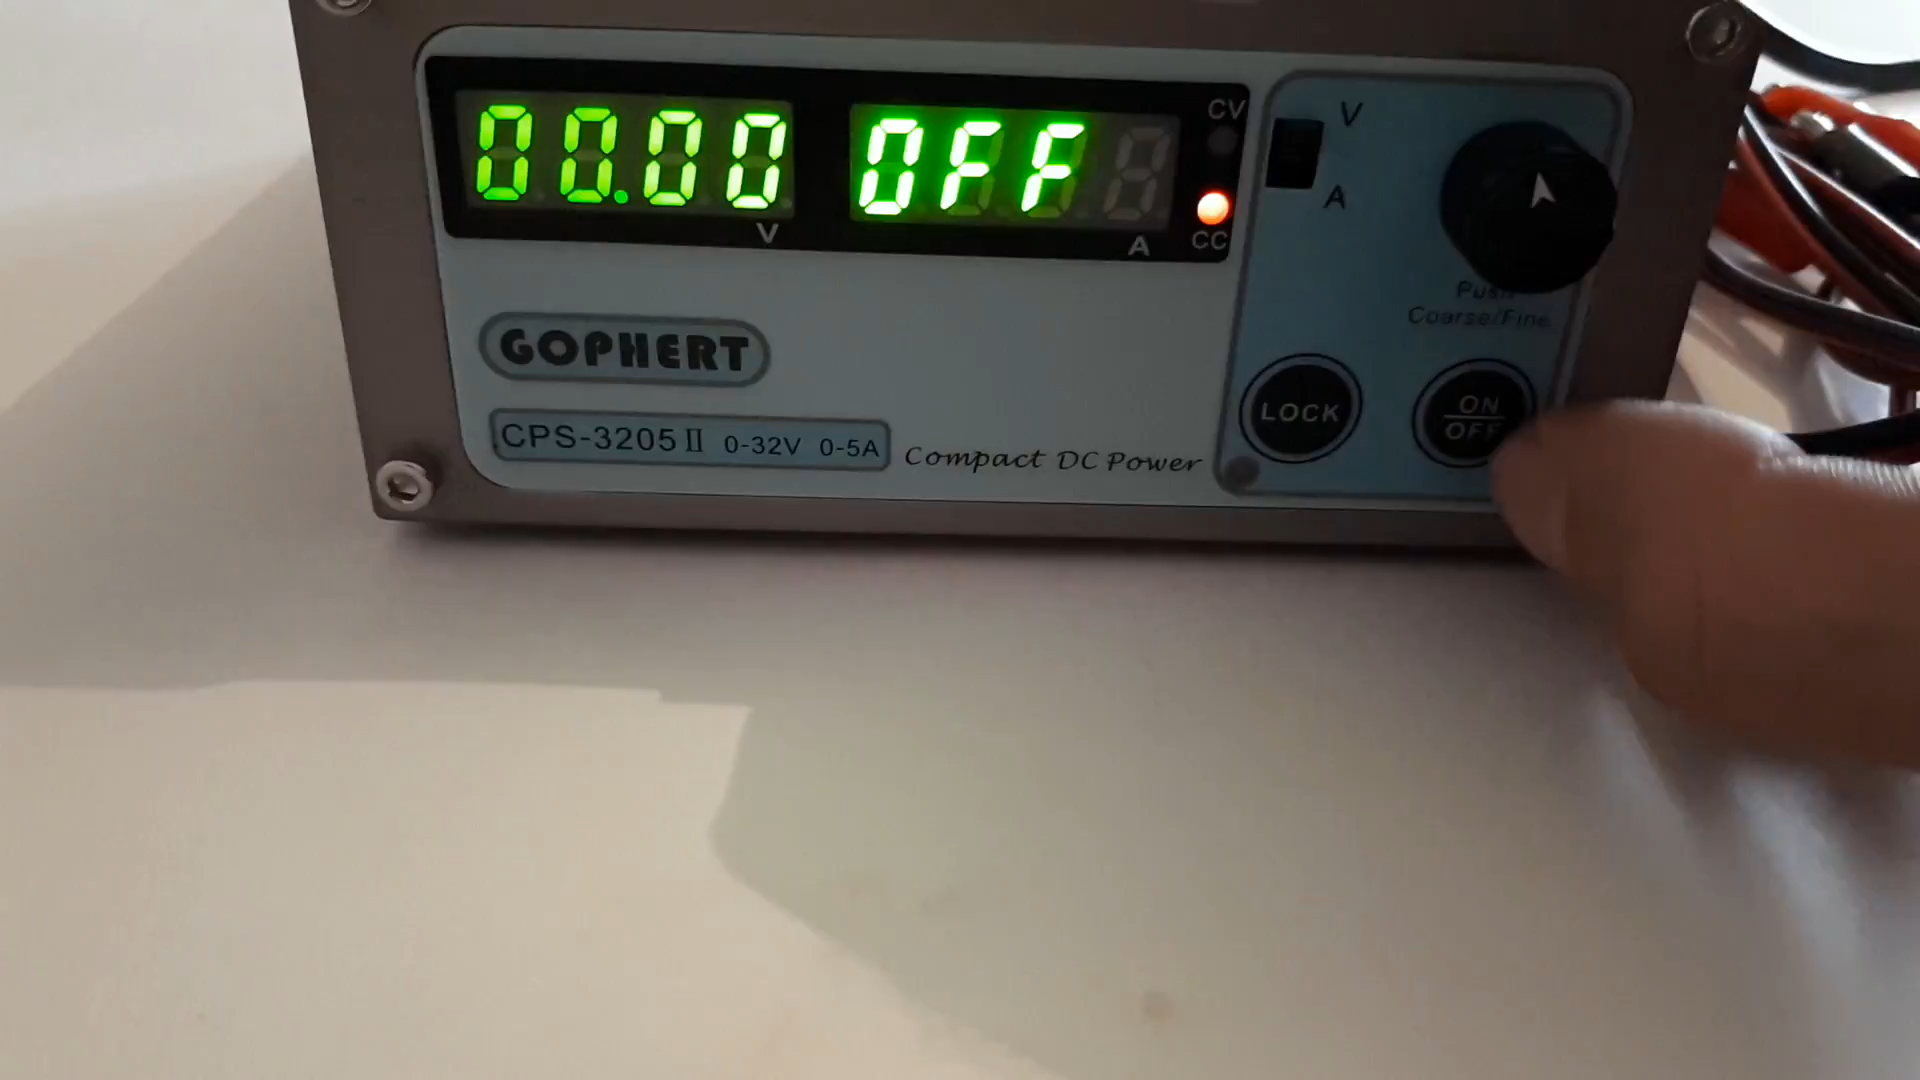 00.00 OFF
CV
V
A
CC
V
A
Push
Coarse/Fine
GOPHERT
LOCK
ON
OFF
CPS-3205II 0-32V 0-5A
Compact DC Power